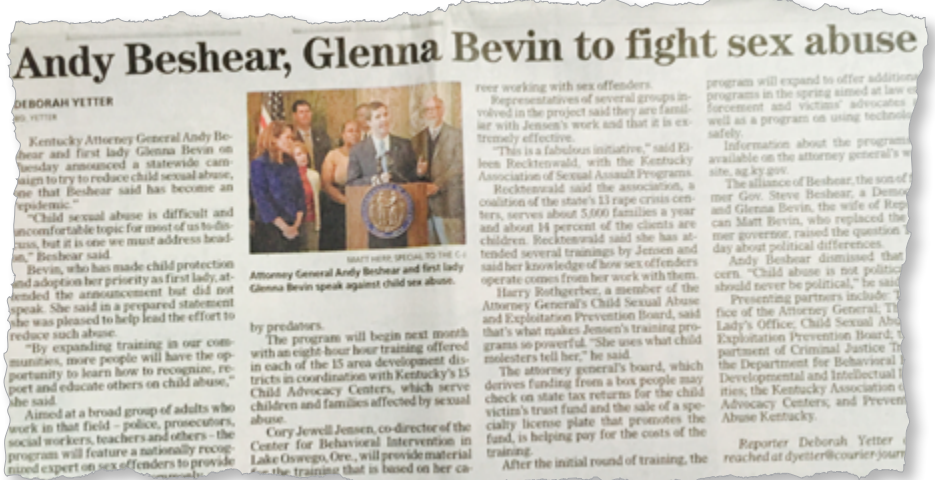 Andy Beshear, Glenna Bevin to fight sex abuse
DEBORAH YETTER
YETTER
Kentucky Attorney General Andy Be-
hear and first lady Glenna Bevin on
uesday announced a statewide cam-
aign to try to reduce child sexual abuse,
one that Beshear said has become an
"epidemic."
"Child sexual abuse is difficult and
uncomfortable topic for most of us to dis-
cuss, but it is one we must address head-
on," Beshear said.
Bevin, who has made child protection
and adoption her priority as first lady, at-
tended the announcement but did not
speak. She said in a prepared statement
she was pleased to help lead the effort to
reduce such abuse.
"By expanding training in our com-
munities, more people will have the op-
portunity to learn how to recognize, re-
port and educate others on child abuse,"
she said.
Aimed at a broad group of adults who
work in that field – police, prosecutors,
social workers, teachers and others – the
program will feature a nationally recog-
nized expert on sex offenders to provide
SPECIAL TO THE C-J
Attorney General Andy Beshear and first lady
Glenna Bevin speak against child sex abuse.
by predators.
The program will begin next month
with an eight-hour hour training offered
in each of the 15 area development dis-
tricts in coordination with Kentucky's 15
Child Advocacy Centers, which serve
children and families affected by sexual
abuse.
Cory Jewell Jensen, co-director of the
Center for Behavioral Intervention in
Lake Oswego, Ore., will provide material
for the training that is based on her ca-
reer working with sex offenders.
Representatives of several groups in-
volved in the project said they are famil-
iar with Jensen's work and that it is ex-
tremely effective.
"This is a fabulous initiative," said Ei-
leen Recktenwald, with the Kentucky
Association of Sexual Assault Programs.
Recktenwald said the association, a
coalition of the state's 13 rape crisis cen-
ters, serves about 5,000 families a year
and about 14 percent of the clients are
children. Recktenwald said she has at-
tended several trainings by Jensen and
said her knowledge of how sex offenders
operate comes from her work with them.
Harry Rothgerber, a member of the
Attorney General's Child Sexual Abuse
and Exploitation Prevention Board, said
that's what makes Jensen's training pro-
grams so powerful. "She uses what child
molesters tell her," he said.
The attorney general's board, which
derives funding from a box people may
check on state tax returns for the child
victim's trust fund and the sale of a spe-
cialty license plate that promotes the
fund, is helping pay for the costs of the
training.
After the initial round of training, the
program will expand to offer addition
programs in the spring aimed at law e
forcement and victims' advocates
well as a program on using technol
safely.
Information about the program
available on the attorney general's w
site, ag.ky.gov.
The alliance of Beshear, the son of
mer Gov. Steve Beshear, a Demo
and Glenna Bevin, the wife of Rep
can Matt Bevin, who replaced the
mer governor, raised the question
day about political differences.
Andy Beshear dismissed that
cern. "Child abuse is not politic
should never be political," he said
Presenting partners include:
fice of the Attorney General, T
Lady's Office; Child Sexual Abu
Exploitation Prevention Board,
partment of Criminal Justice
the Department for Behavioral
Developmental and Intellectual
ities; the Kentucky Association
Advocacy Centers; and Preven
Abuse Kentucky.
Reporter Deborah Yetter
reached at dyetter@courier-journ